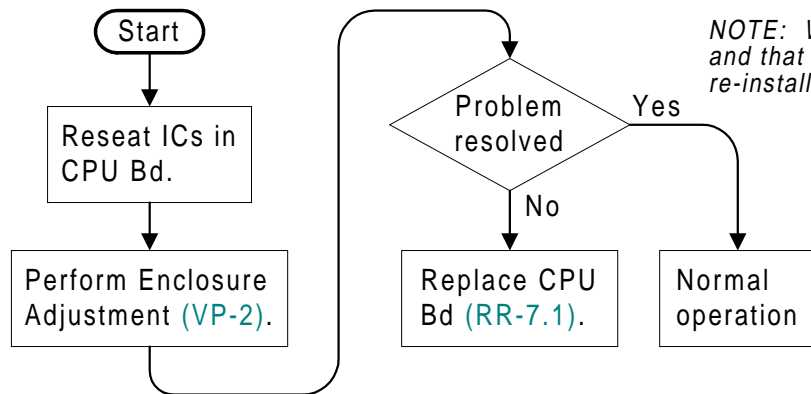 Start
Reseat ICs in
CPU Bd.
Perform Enclosure
Adjustment (VP-2).
Problem
resolved
Yes
No
Replace CPU
Bd (RR-7.1).
Normal
operation
NOTE:
and that
re-install